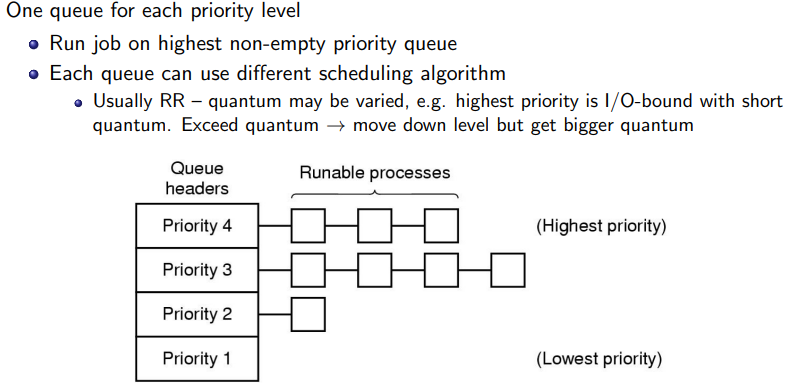 One queue for each priority level
Run job on highest non-empty priority queue
Each queue can use different scheduling algorithm
Usually RR – quantum may be varied, e.g. highest priority is I/O-bound with short
quantum. Exceed quantum → move down level but get bigger quantum
Queue
headers
Runable processes
Priority 4
(Highest priority)
Priority 3
Priority 2
Priority 1
(Lowest priority)